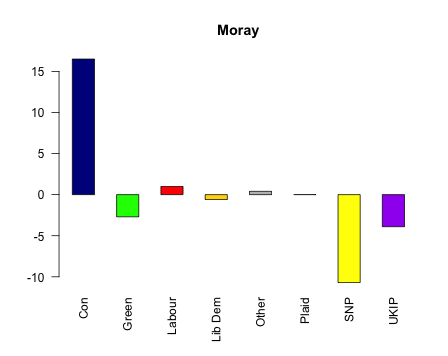 Moray
15
10
5
0
-5
-10
Con
Green
Labour
Lib Dem
Other
Plaid
SNP
UKIP